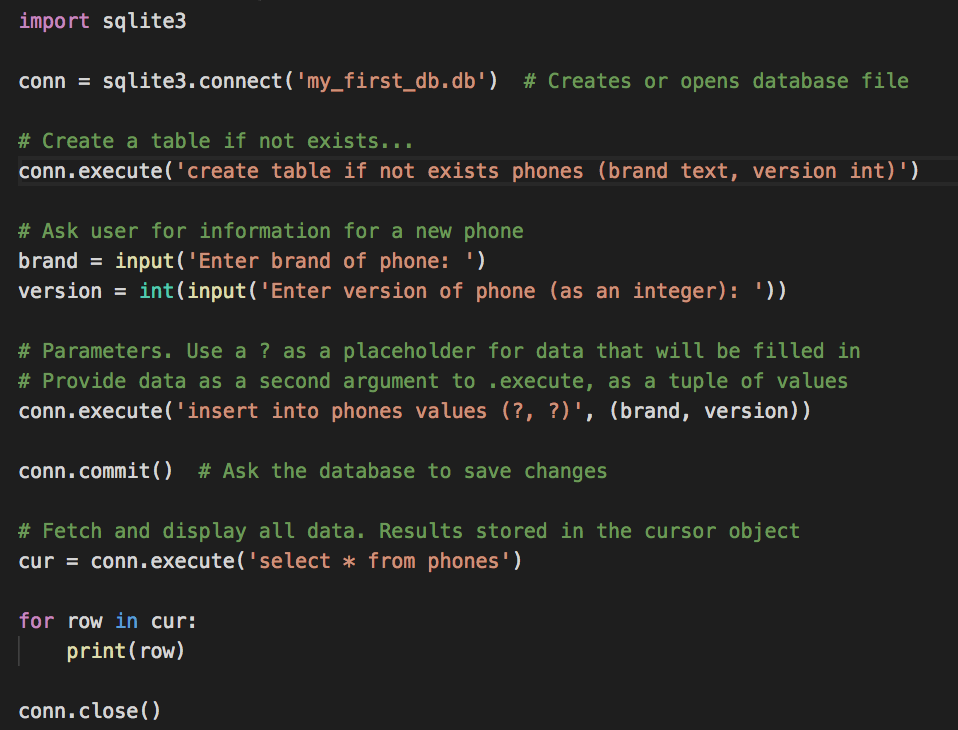 import sqlite3
conn = sqlite3.connect('my_first_db.db')  # Creates or opens database file
# Create a table if not exists...
conn.execute('create table if not exists phones (brand text, version int)')
# Ask user for information for a new phone
brand = input('Enter brand of phone: ')
version = int(input('Enter version of phone (as an integer): '))
# Parameters. Use a ? as a placeholder for data that will be filled in
# Provide data as a second argument to .execute, as a tuple of values
conn.execute('insert into phones values (?, ?)', (brand, version))
conn.commit()  # Ask the database to save changes
# Fetch and display all data. Results stored in the cursor object
cur = conn.execute('select * from phones')
for row in cur:
    print(row)
conn.close()